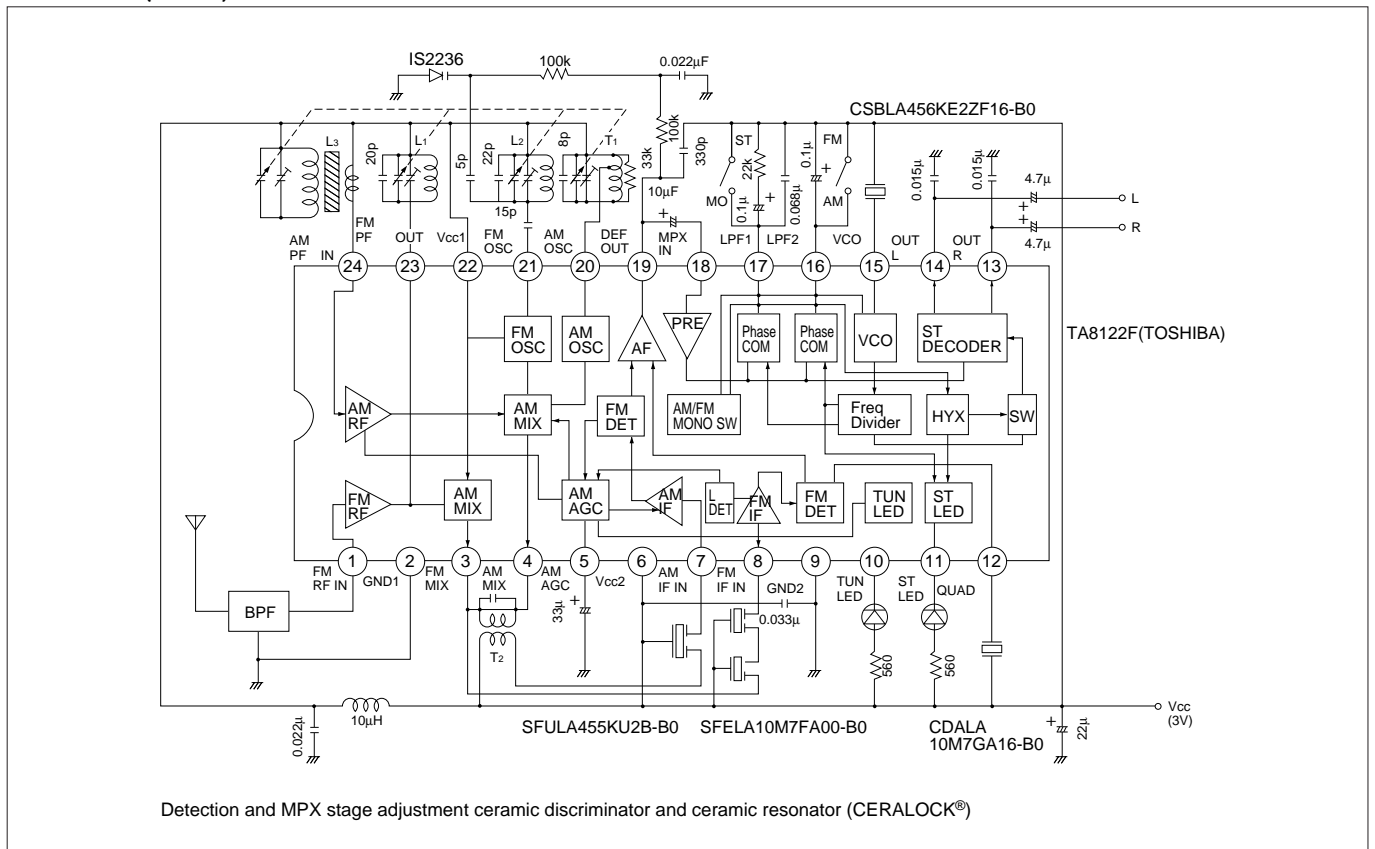 IS2236
100k
0.022μF
CSBLA456KE2ZF16-B0
L3
20p
L1
5p
22p
L2
8p
T1
33k
100k
330p
ST
22k
0.1μ
FM
0.015μ
0.015μ
4.7μ
L
R
4.7μ
10μF
15p
MO
0.1μ
0.068μ
AM
AM PF
FM PF IN
OUT
Vcc1
FM OSC
AM OSC
DEF OUT
MPX IN
LPF1
LPF2
VCO
OUT L
OUT R
24 23 22 21 20 19 18 17 16 15 14 13
FM OSC
AM OSC
AF
PRE
Phase COM
Phase COM
VCO
ST DECODER
TA8122F(TOSHIBA)
AM RF
AM MIX
FM DET
AM/FM MONO SW
Freq Divider
HYX
SW
FM RF
AM MIX
AM AGC
AM IF
L DET
FM IF
FM DET
TUN LED
ST LED
1 2 3 4 5 6 7 8 9 10 11 12
FM RF IN
GND1
FM MIX
AM MIX
AM AGC
Vcc2
AM IF IN
FM IF IN
GND2
TUN LED
ST LED
QUAD
BPF
T2
33μ
0.033μ
560
560
0.022μ
10μH
SFULA455KU2B-B0
SFELA10M7FA00-B0
CDALA
10M7GA16-B0
22μ
Vcc
(3V)
Detection and MPX stage adjustment ceramic discriminator and ceramic resonator (CERALOCK®)